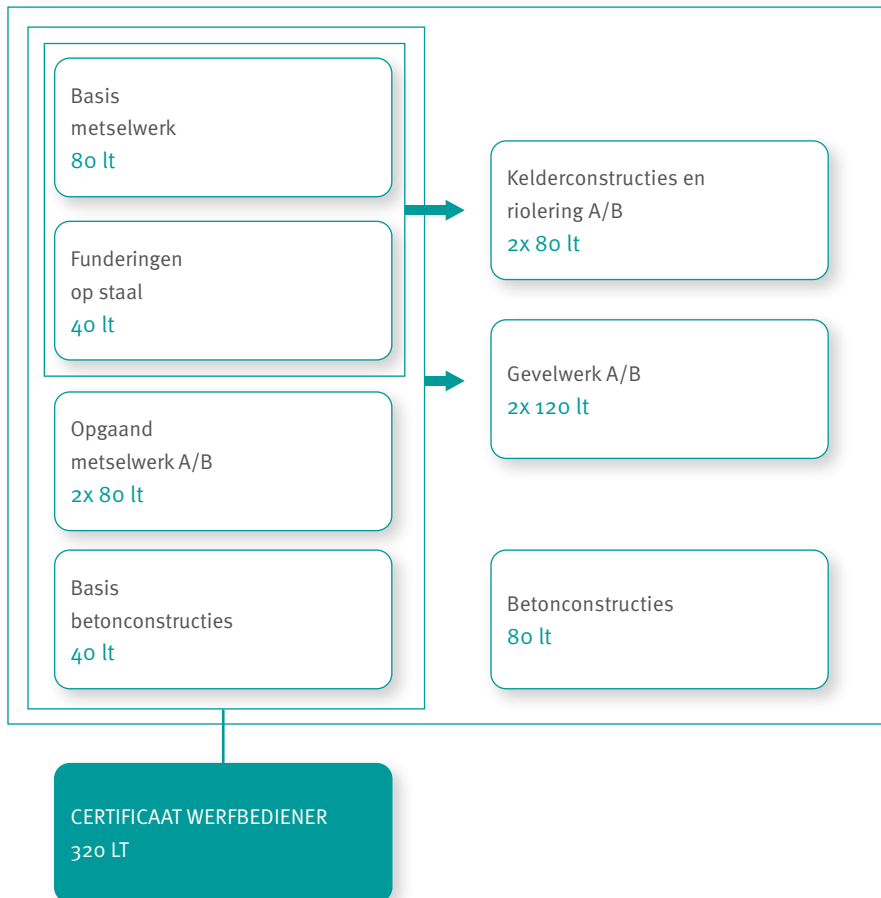 Basis
metselwerk
80 lt
Funderingen
op staal
40 lt
Opgaand
metselwerk A/B
2x 80 lt
Basis
betonconstructies
40 lt
Kelderconstructies en
riolering A/B
2x 80 lt
Gevelwerk A/B
2x 120 lt
Betonconstructies
80 lt
CERTIFICAAT WERFBEDIENER
320 LT